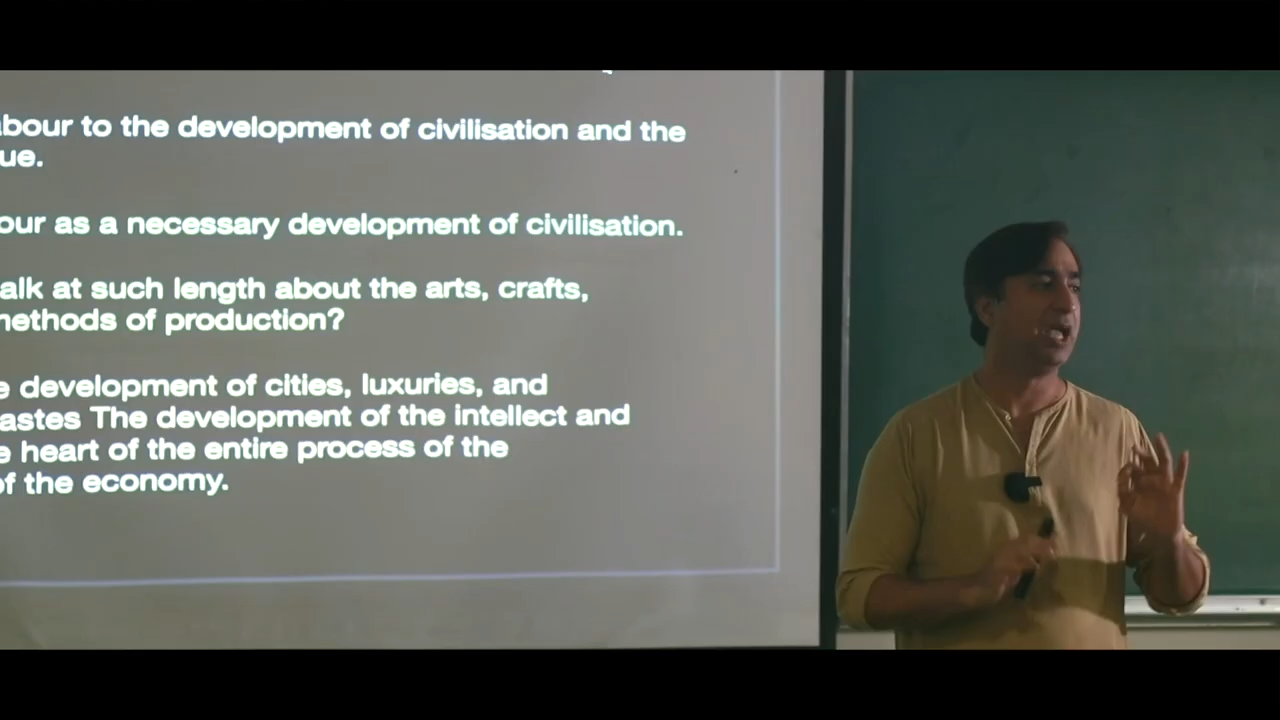 abour to the development of civilisation and the
ue.
our as a necessary development of civilisation.
alk at such length about the arts, crafts,
methods of production?
e development of cities, luxuries, and
astes The development of the intellect and
e heart of the entire process of the
of the economy.